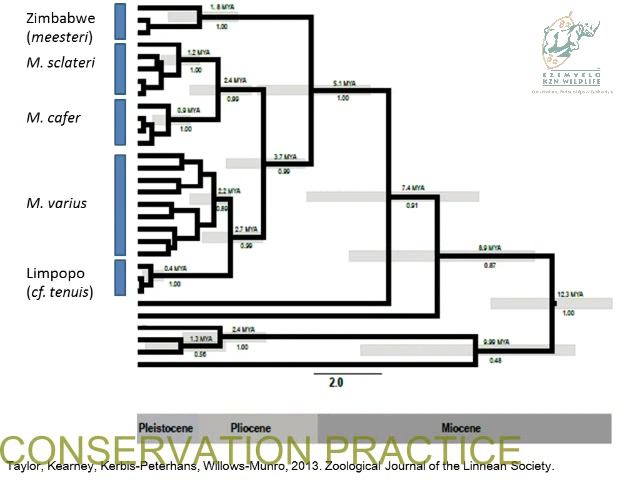 Zimbabwe
(meesteri)
M. sclateri
M. cafer
M. varius
Limpopo
(cf. tenuis)
1.8 MYA
1.00
1.2 MYA
1.00
2.4 MYA
0.99
0.9 MYA
1.00
5.1 MYA
1.00
3.7 MYA
0.99
2.2 MYA
0.89
2.7 MYA
0.99
0.4 MYA
1.00
7.4 MYA
0.91
8.9 MYA
0.87
12.3 MYA
1.00
2.4 MYA
1.00
1.3 MYA
0.56
9.99 MYA
0.48
2.0
Pleistocene Pliocene Miocene
EZEMVELO
KZN WILDLIFE
CONSERVATION PRACTICE
Taylor, Kearney, Kerbis-Peterhans, Willows-Munro, 2013. Zoological Journal of the Linnean Society.